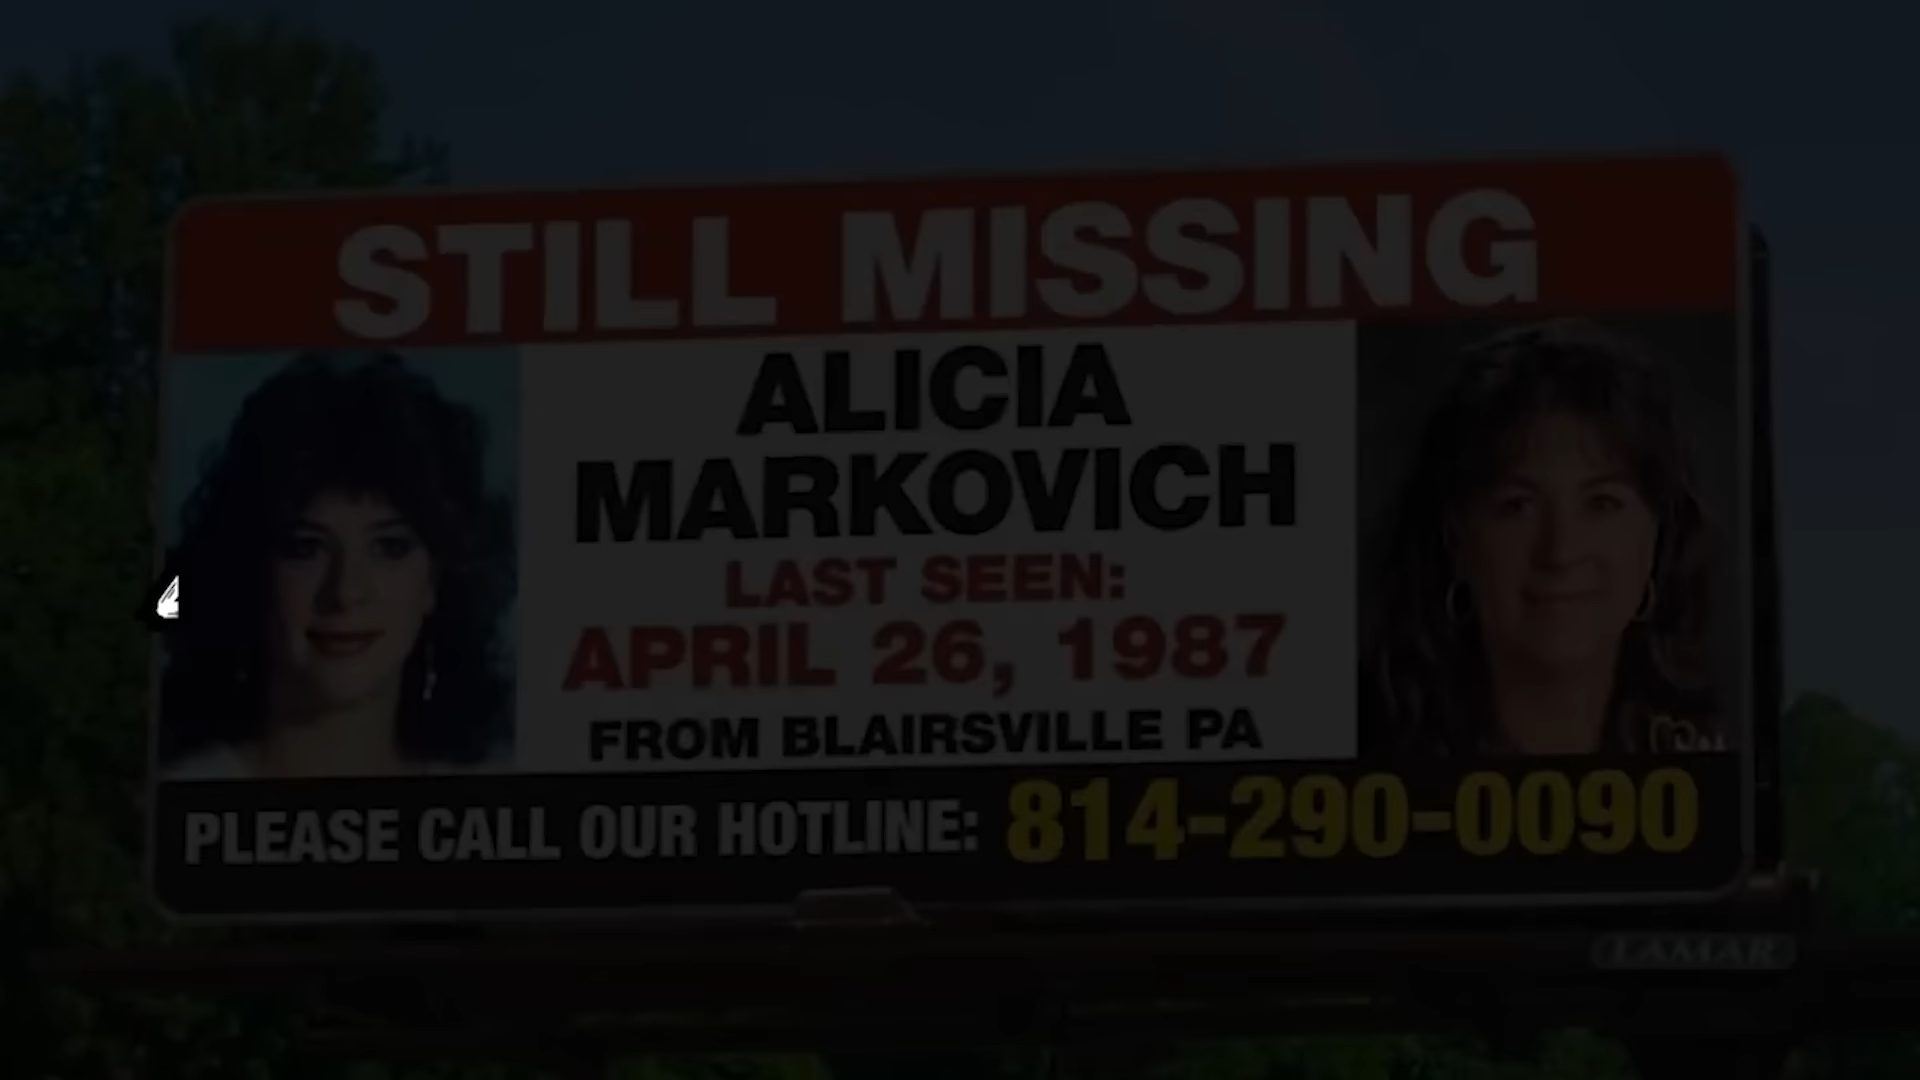 STILL MISSING
ALICIA
MARKOVICH
LAST SEEN:
APRIL 26, 1987
FROM BLAIRSVILLE PA
PLEASE CALL OUR HOTLINE: 814-290-0090
LAMAR